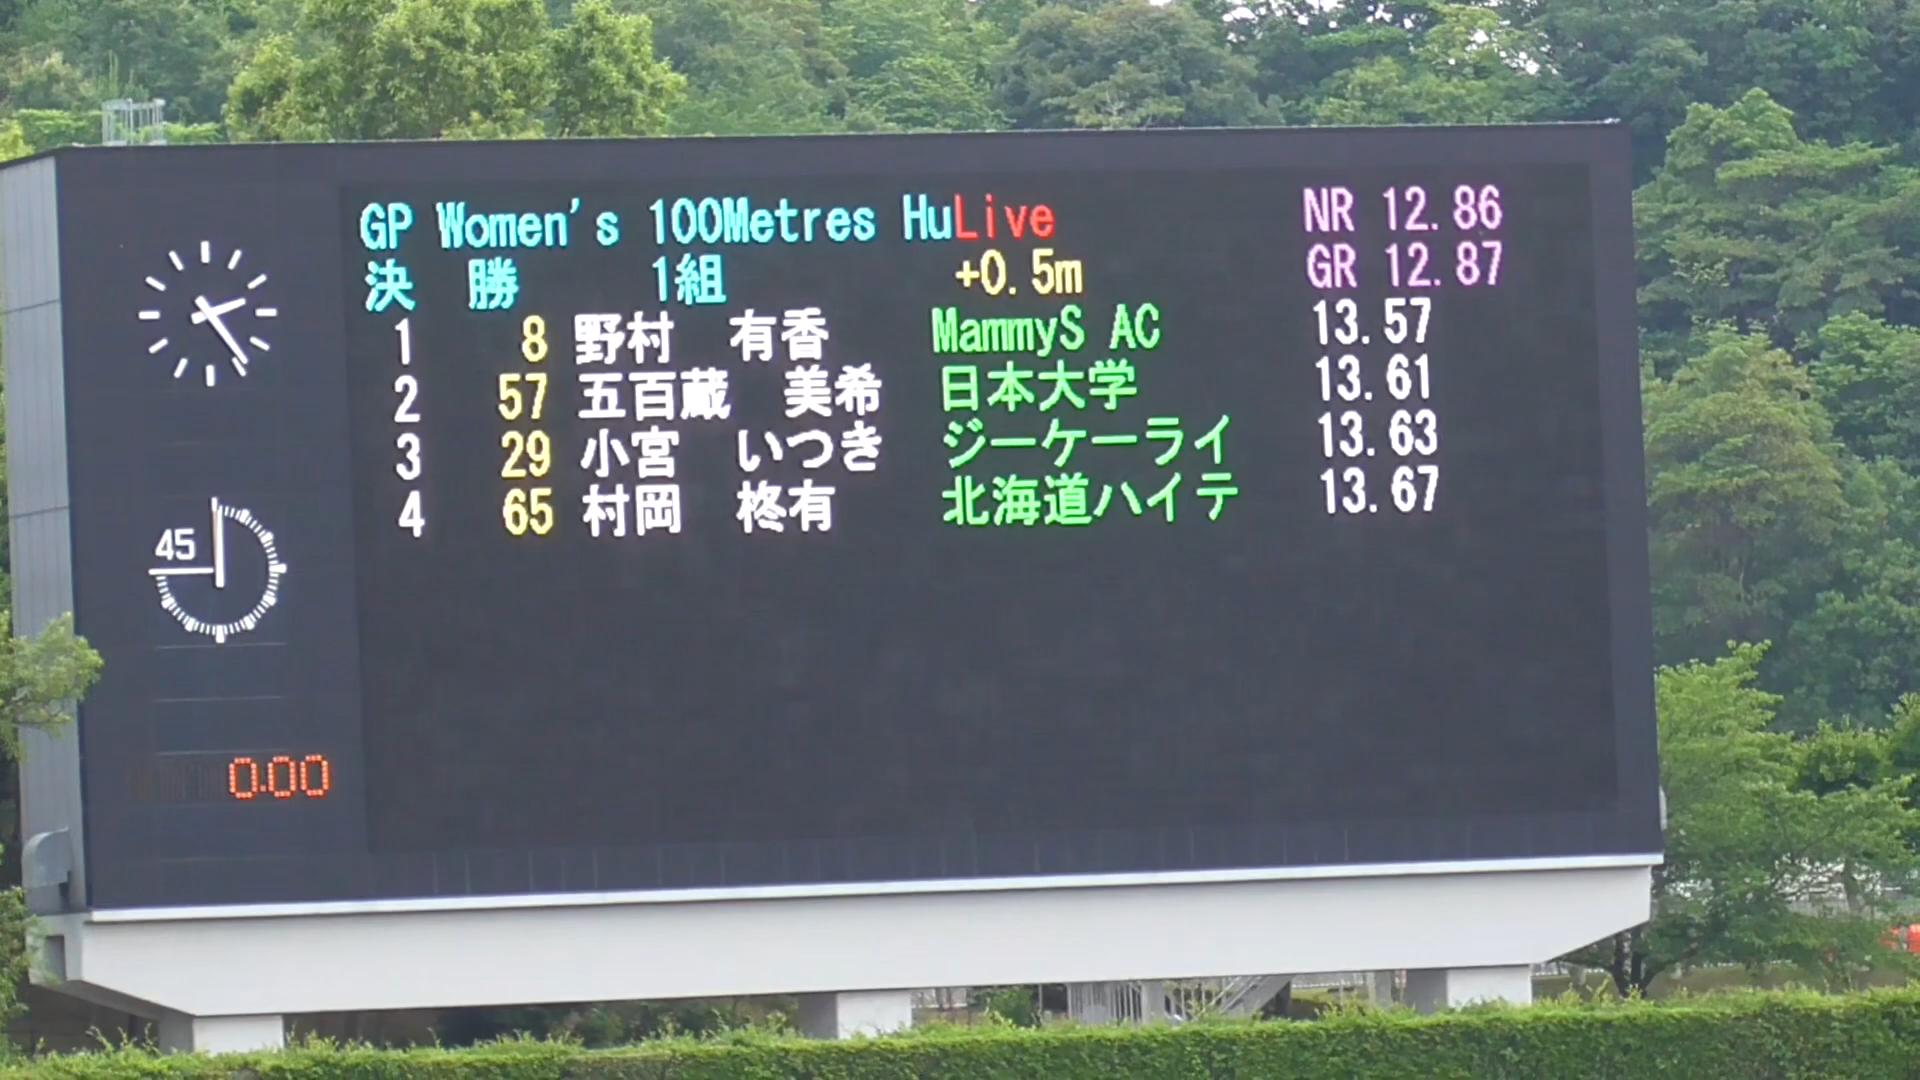 GP Women's 100Metres HuLive NR 12.86
決 勝 1組 +0.5m GR 12.87
1 8 野村 有香 MammyS AC 13.57
2 57 五百蔵 美希 日本大学 13.61
3 29 小宮 いつき ジーケーライ 13.63
4 65 村岡 柊有 北海道ハイテ 13.67
45
0.00